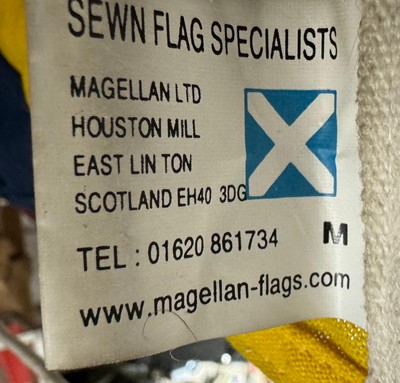 SEWN FLAG SPECIALISTS
MAGELLAN LTD
HOUSTON MILL
EAST LIN TON
SCOTLAND EH40 3DG
TEL : 01620 861734 M
www.magellan-flags.com